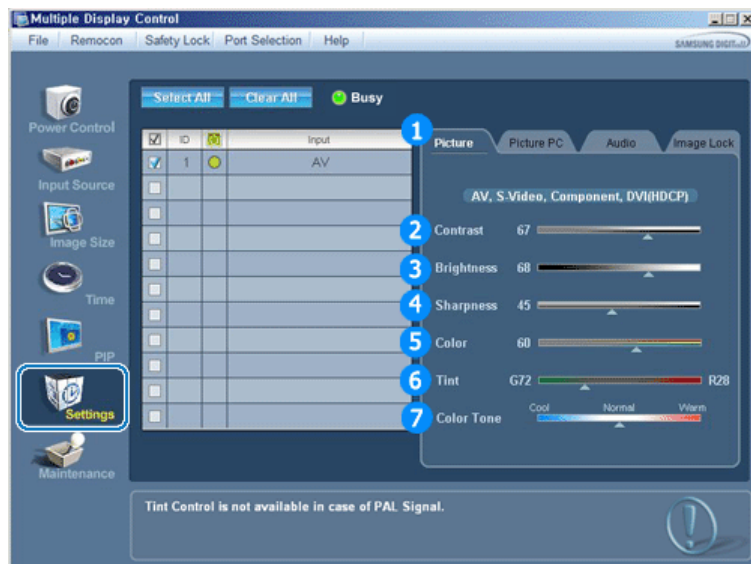 Multiple Display Control
File Remocon Safety Lock Port Selection Help
SAMSUNG DIGITall
Power Control
Input Source
Image Size
Time
PIP
Settings
Maintenance
Select All Clear All Busy
ID Input
1 AV
1 Picture Picture PC Audio Image Lock
AV, S-Video, Component, DVI(HDCP)
2 Contrast 67
3 Brightness 68
4 Sharpness 45
5 Color 60
6 Tint G72 R28
Cool Normal Warm
7 Color Tone
Tint Control is not available in case of PAL Signal.